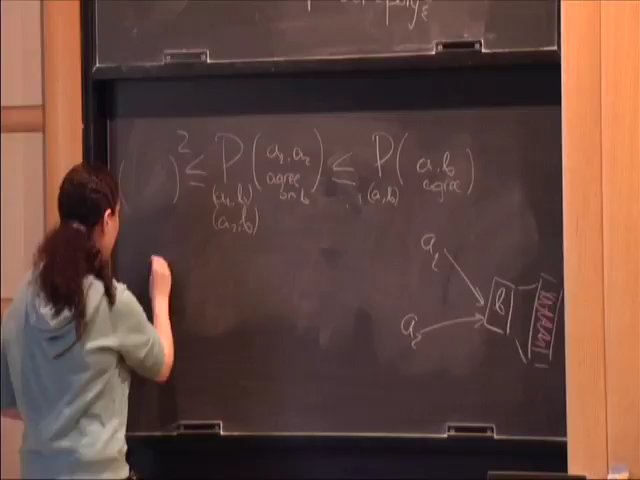 ( )² ≤ P ( a₁, a₂ agree on b ) ≤ P ( a, b agree )
(a₁, b) (a, b)
(a₂, b)
a₁
b
a₂